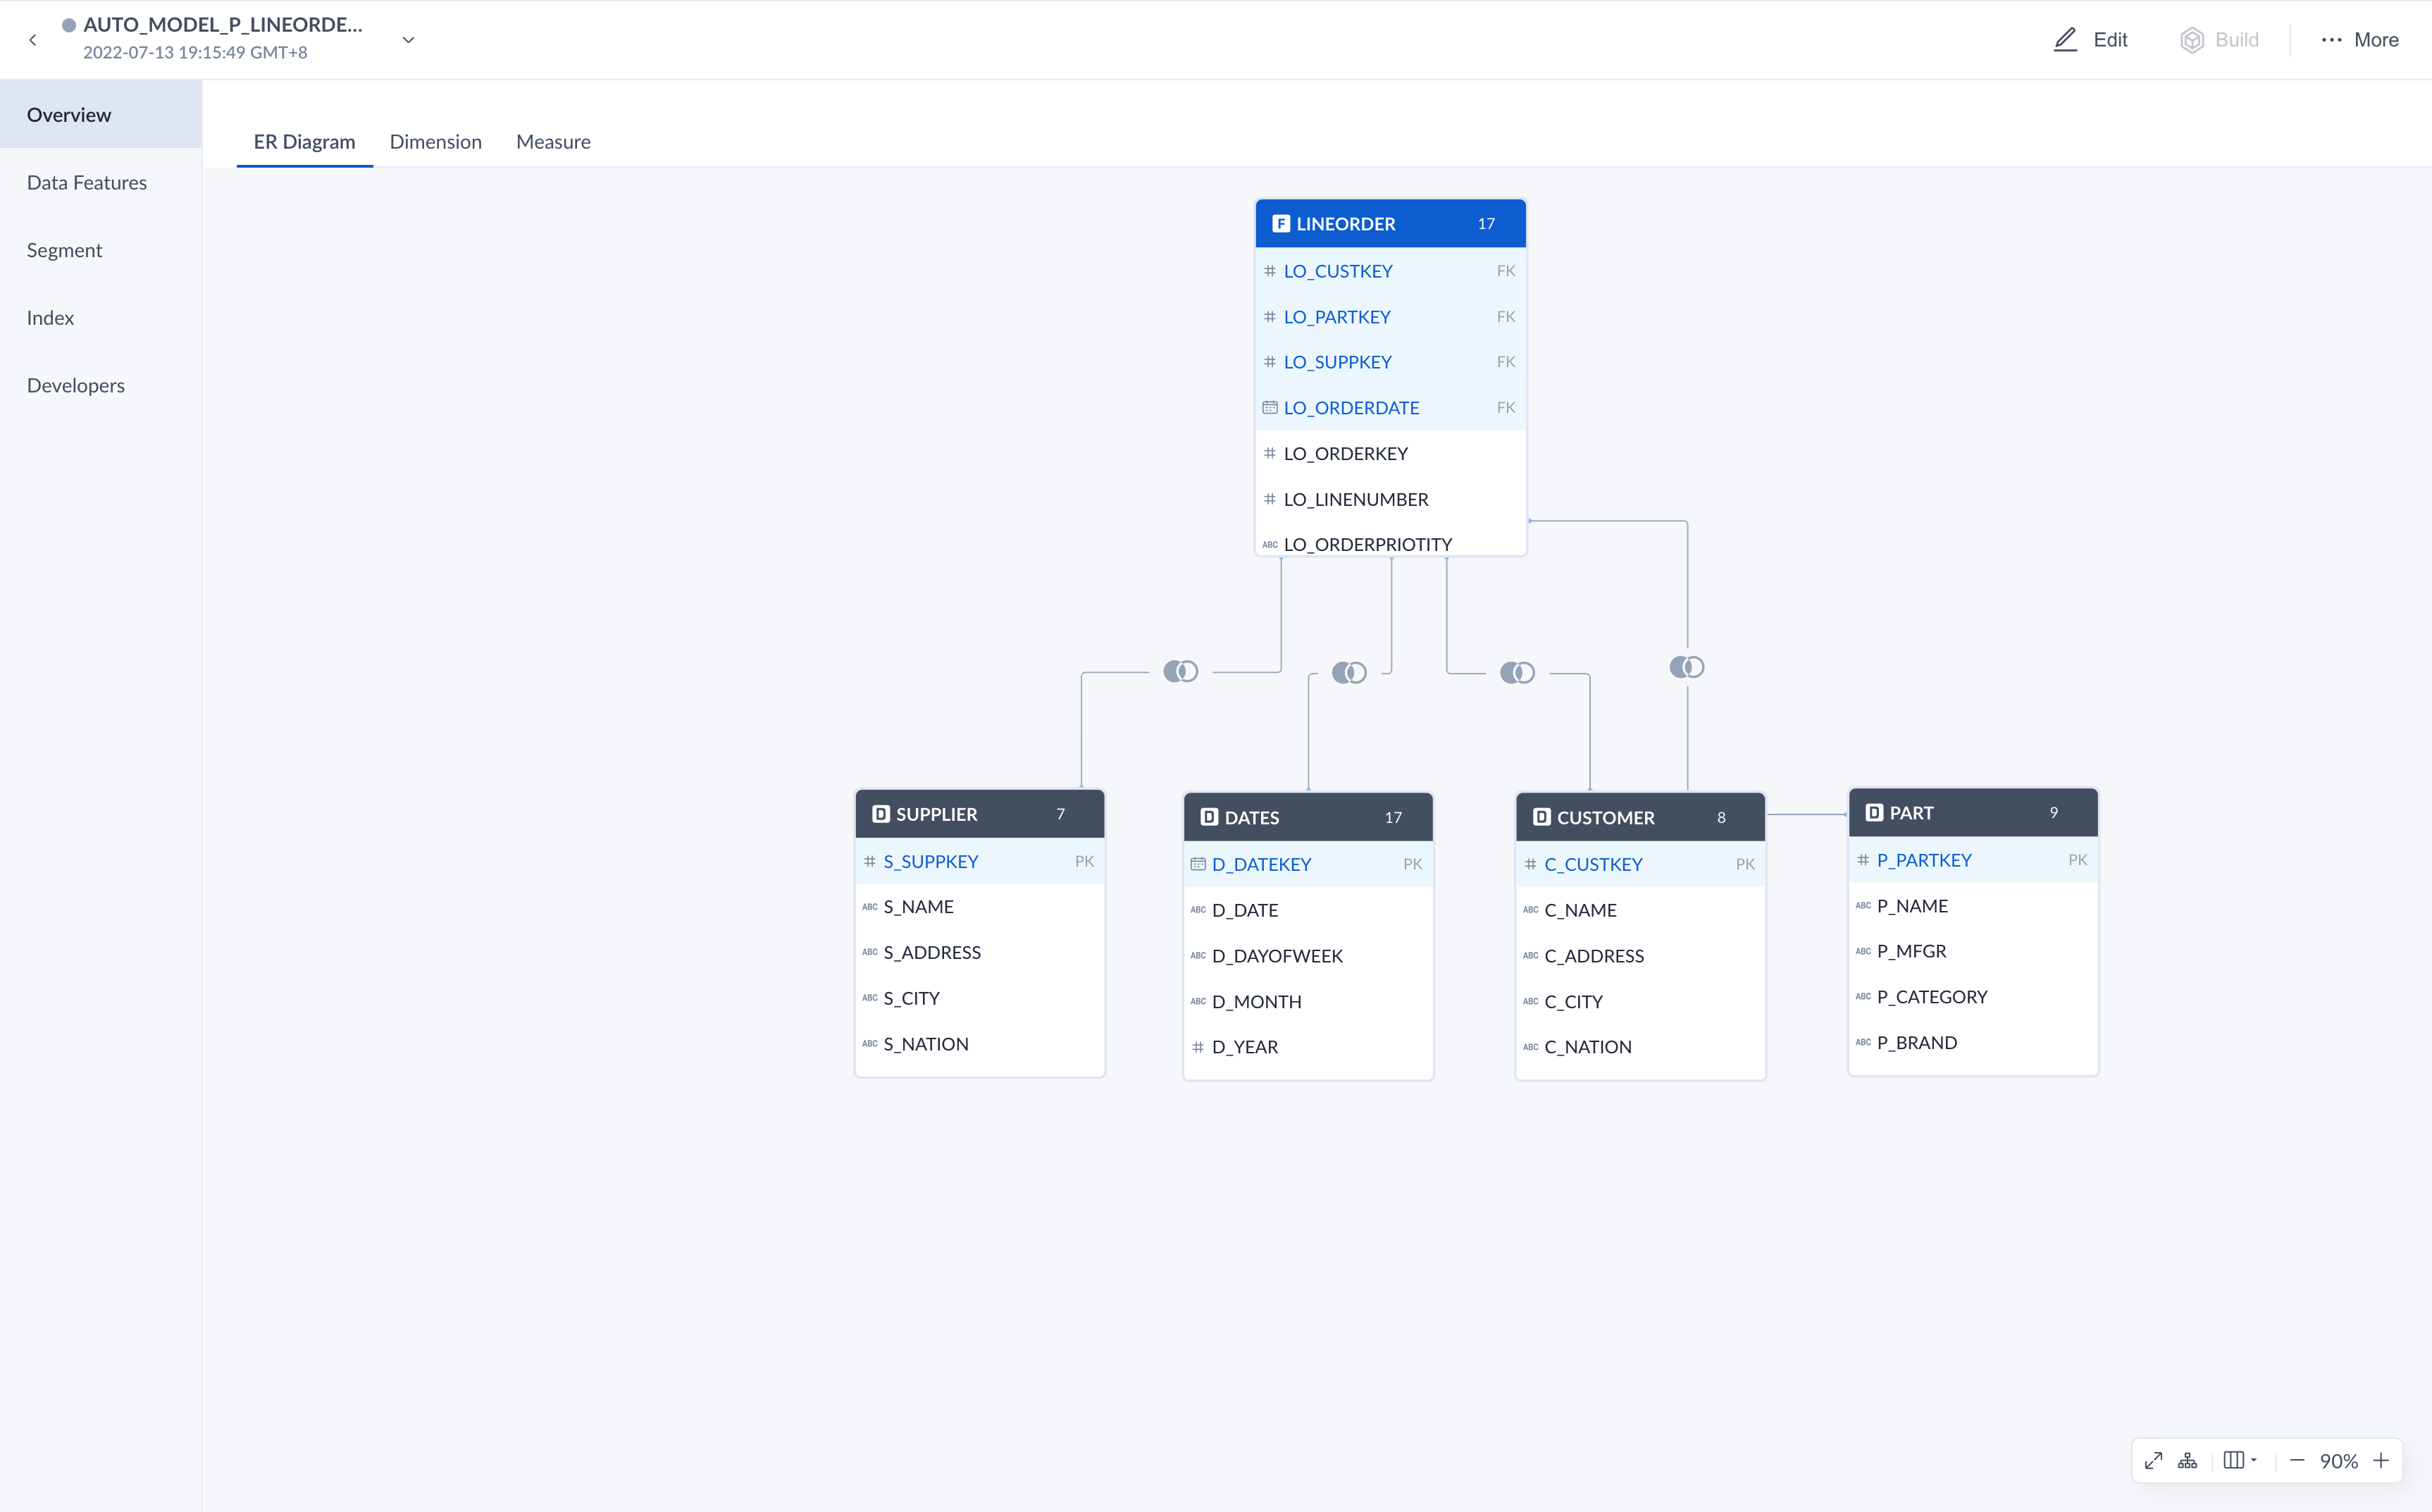 AUTO_MODEL_P_LINEORDE...
2022-07-13 19:15:49 GMT+8
Edit
Build
More
Overview
Data Features
Segment
Index
Developers
ER Diagram
Dimension
Measure
F LINEORDER 17
# LO_CUSTKEY FK
# LO_PARTKEY FK
# LO_SUPPKEY FK
LO_ORDERDATE FK
# LO_ORDERKEY
# LO_LINENUMBER
ABC LO_ORDERPRIOTITY
D SUPPLIER 7
# S_SUPPKEY PK
ABC S_NAME
ABC S_ADDRESS
ABC S_CITY
ABC S_NATION
D DATES 17
D_DATEKEY PK
ABC D_DATE
ABC D_DAYOFWEEK
ABC D_MONTH
# D_YEAR
D CUSTOMER 8
# C_CUSTKEY PK
ABC C_NAME
ABC C_ADDRESS
ABC C_CITY
ABC C_NATION
D PART 9
# P_PARTKEY PK
ABC P_NAME
ABC P_MFGR
ABC P_CATEGORY
ABC P_BRAND
90%